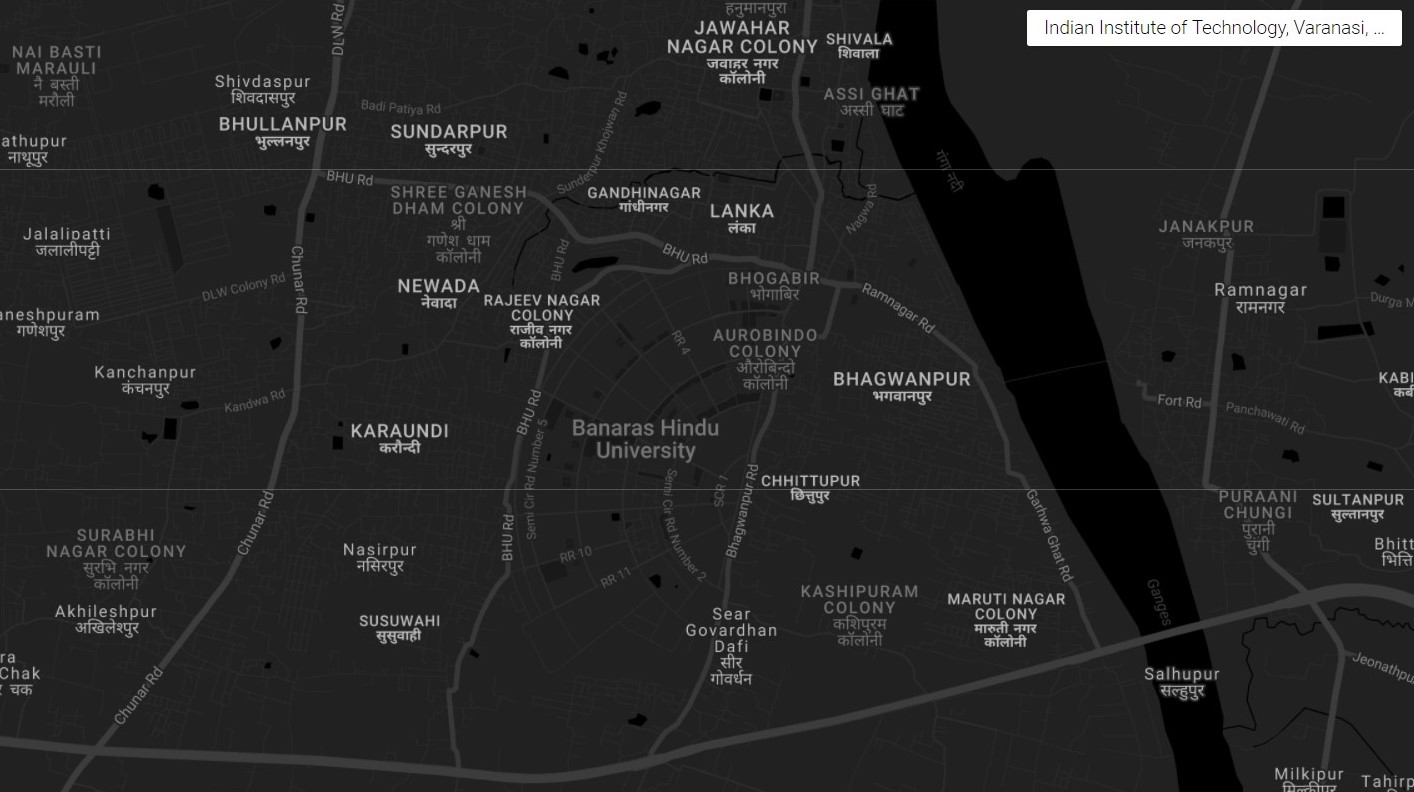 हनुमानपुरा
JAWAHAR
NAGAR COLONY
जवाहर नगर
कॉलोनी
SHIVALA
शिवाला
Indian Institute of Technology, Varanasi, ...
DLW Rd
NAI BASTI
MARAULI
नै बस्ती
मरौली
Shivdaspur
शिवदासपुर
ASSI GHAT
अस्सी घाट
Badi Patiya Rd
BHULLANPUR
भुल्लनपुर
SUNDARPUR
सुन्दरपुर
Sunderpur Khojwan Rd
athupur
नाथूपुर
गंगा नदी
BHU Rd
SHREE GANESH
DHAM COLONY
श्री
गणेश धाम
कॉलोनी
GANDHINAGAR
गांधीनगर
LANKA
लंका
Nagwa Rd
Jalalipatti
जलालीपट्टी
JANAKPUR
जनकपुर
BHU Rd
BHU Rd
Chunar Rd
DLW Colony Rd
NEWADA
नेवादा
RAJEEV NAGAR
COLONY
राजीव नगर
कॉलोनी
BHOGABIR
भोगाबिर
Ramnagar Rd
Ramnagar
रामनगर
Durga M
aneshpuram
गणेशपुर
RR 4
AUROBINDO
COLONY
औरोबिन्दो
कॉलोनी
Kanchanpur
कंचनपुर
BHAGWANPUR
भगवानपुर
KABI
कबी
Kandwa Rd
BHU Rd
Fort Rd
Panchawati Rd
KARAUNDI
करौन्दी
Banaras Hindu
University
Semi Cir Rd Number 5
CHHITTUPUR
छित्तुपुर
SCR 1
Semi Cir Rd Number 2
Bhagwanpur Rd
PURAANI
CHUNGI
पुरानी
चुंगी
SULTANPUR
सुल्तानपुर
Chunar Rd
BHU Rd
Gathwa Ghat Rd
SURABHI
NAGAR COLONY
सुरभि नगर
कॉलोनी
Nasirpur
नसिरपुर
RR 10
RR 11
Bhitt
भित्ति
Akhileshpur
अखिलेश्पुर
SUSUWAHI
सुसुवाही
Sear
Govardhan
Dafi
सीर
गोवर्धन
KASHIPURAM
COLONY
कशिपुरम
कॉलोनी
MARUTI NAGAR
COLONY
मारुती नगर
कॉलोनी
Ganges
ra
Chak
र चक
Chunar Rd
Salhupur
सल्हुपुर
Jeonathpu
Milkipur
मिल्कीपुर
Tahirp